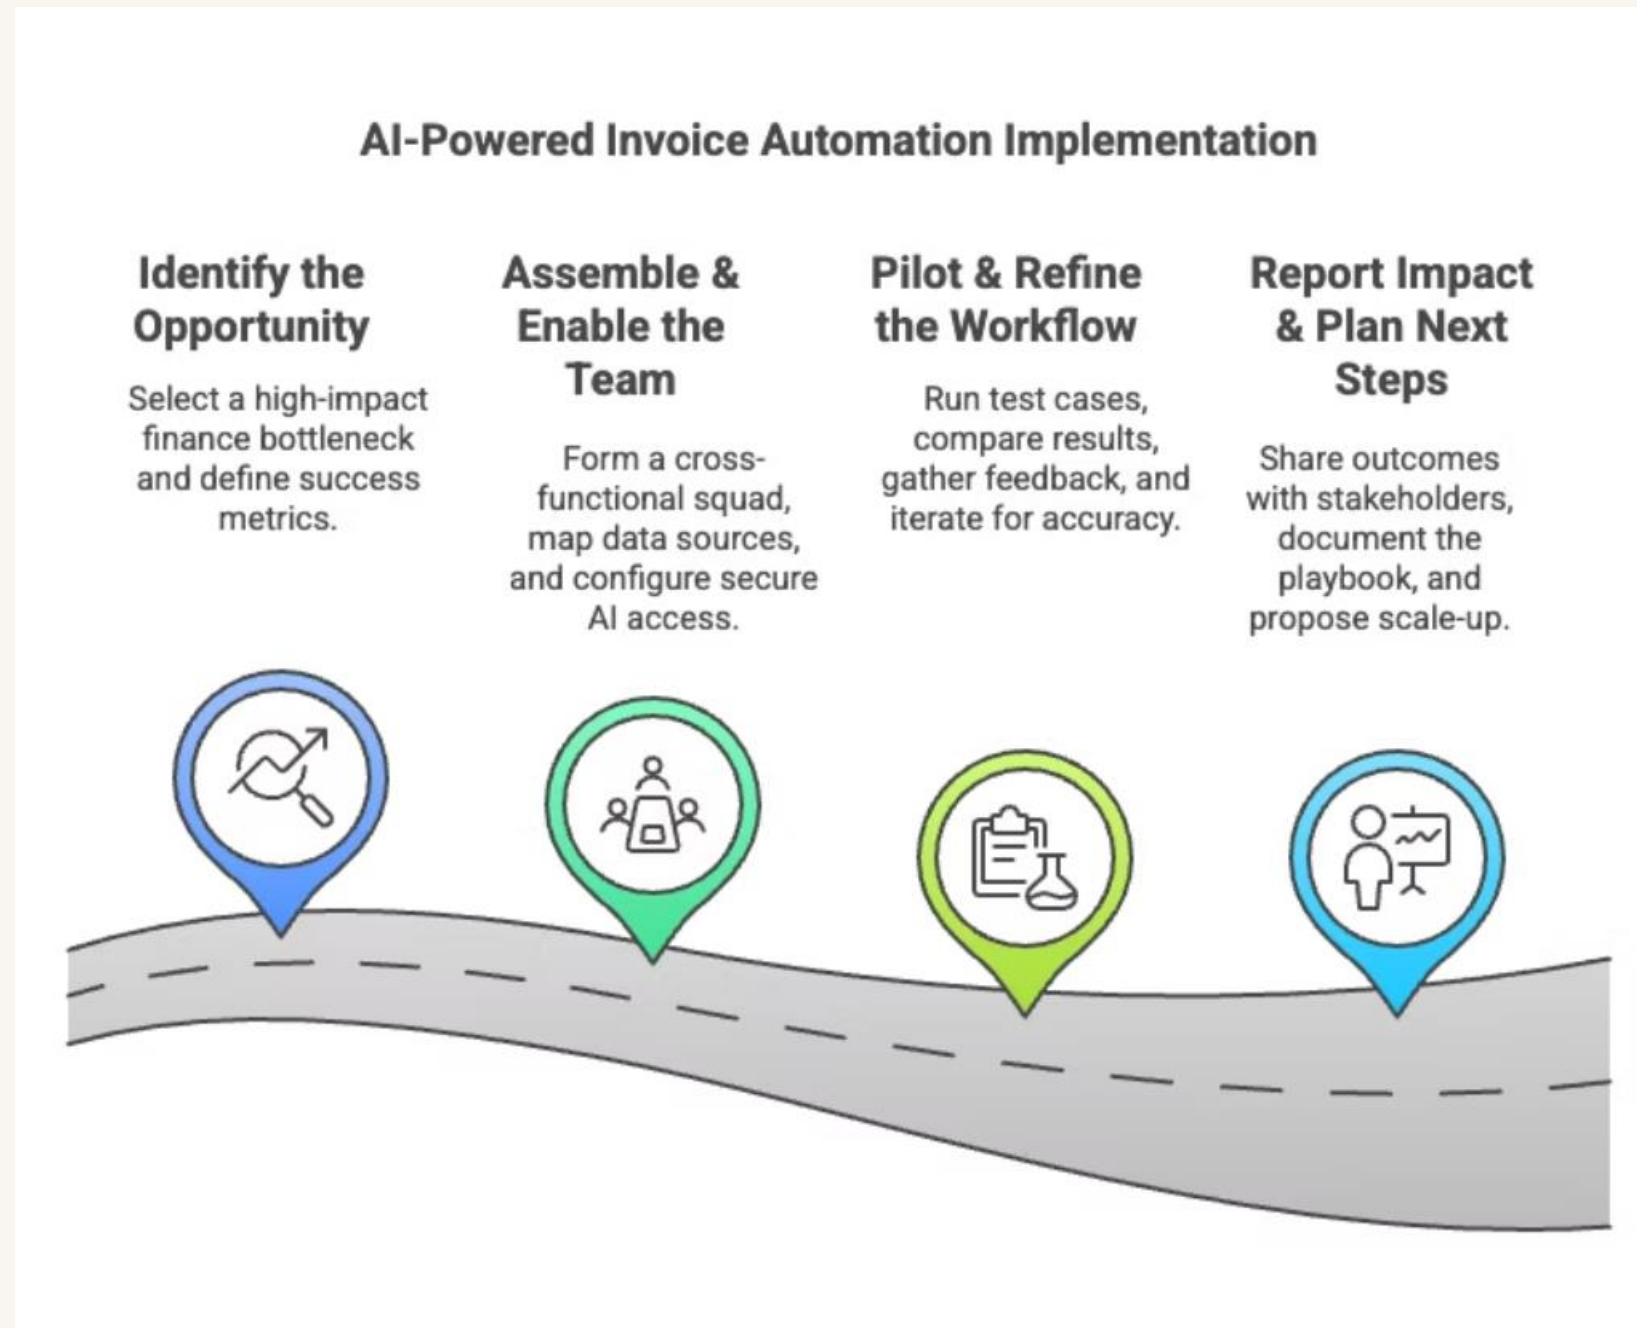 AI-Powered Invoice Automation Implementation
Identify the
Opportunity
Select a high-impact
finance bottleneck
and define success
metrics.
Assemble &
Enable the
Team
Form a cross-
functional squad,
map data sources,
and configure secure
AI access.
Pilot & Refine
the Workflow
Run test cases,
compare results,
gather feedback, and
iterate for accuracy.
Report Impact
& Plan Next
Steps
Share outcomes
with stakeholders,
document the
playbook, and
propose scale-up.